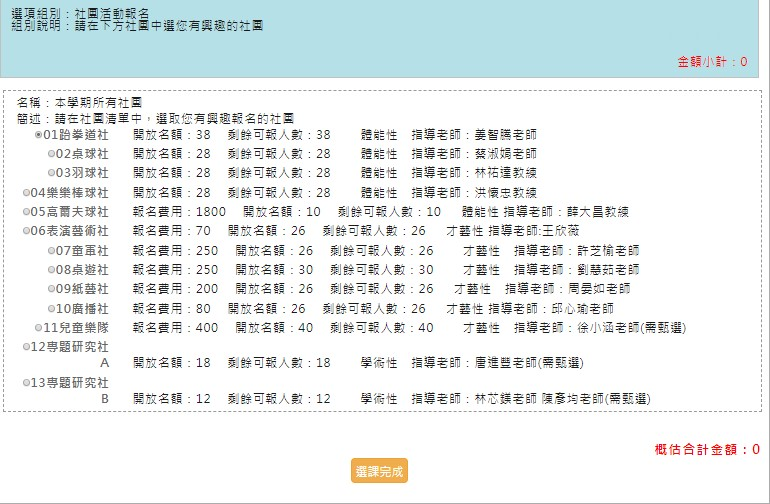 選項組別：社團活動報名
組別說明：請在下方社團中選您有興趣的社團
金額小計：0
名稱：本學期所有社團
簡述：請在社團清單中，選取您有興趣報名的社團
01跆拳道社 開放名額：38 剩餘可報人數：38 體能性 指導老師：姜智騰老師
02桌球社 開放名額：28 剩餘可報人數：28 體能性 指導老師：蔡淑娟老師
03羽球社 開放名額：28 剩餘可報人數：28 體能性 指導老師：林祐達教練
04樂樂棒球社 開放名額：28 剩餘可報人數：28 體能性 指導老師：洪懷忠教練
05高爾夫球社 報名費用：1800 開放名額：10 剩餘可報人數：10 體能性 指導老師：薛大昌教練
06表演藝術社 報名費用：70 開放名額：26 剩餘可報人數：26 才藝性 指導老師:王欣薇
07童軍社 報名費用：250 開放名額：26 剩餘可報人數：26 才藝性 指導老師：許芝榆老師
08桌遊社 報名費用：250 開放名額：30 剩餘可報人數：30 才藝性 指導老師：劉慧茹老師
09紙藝社 報名費用：200 開放名額：26 剩餘可報人數：26 才藝性 指導老師：周晏如老師
10廣播社 報名費用：80 開放名額：26 剩餘可報人數：26 才藝性 指導老師：邱心瑜老師
11兒童樂隊 報名費用：400 開放名額：40 剩餘可報人數：40 才藝性 指導老師：徐小涵老師(需甄選)
12專題研究社
A 開放名額：18 剩餘可報人數：18 學術性 指導老師：唐進豐老師(需甄選)
13專題研究社
B 開放名額：12 剩餘可報人數：12 學術性 指導老師：林芯鎂老師 陳彥均老師(需甄選)
概估合計金額：0
選課完成